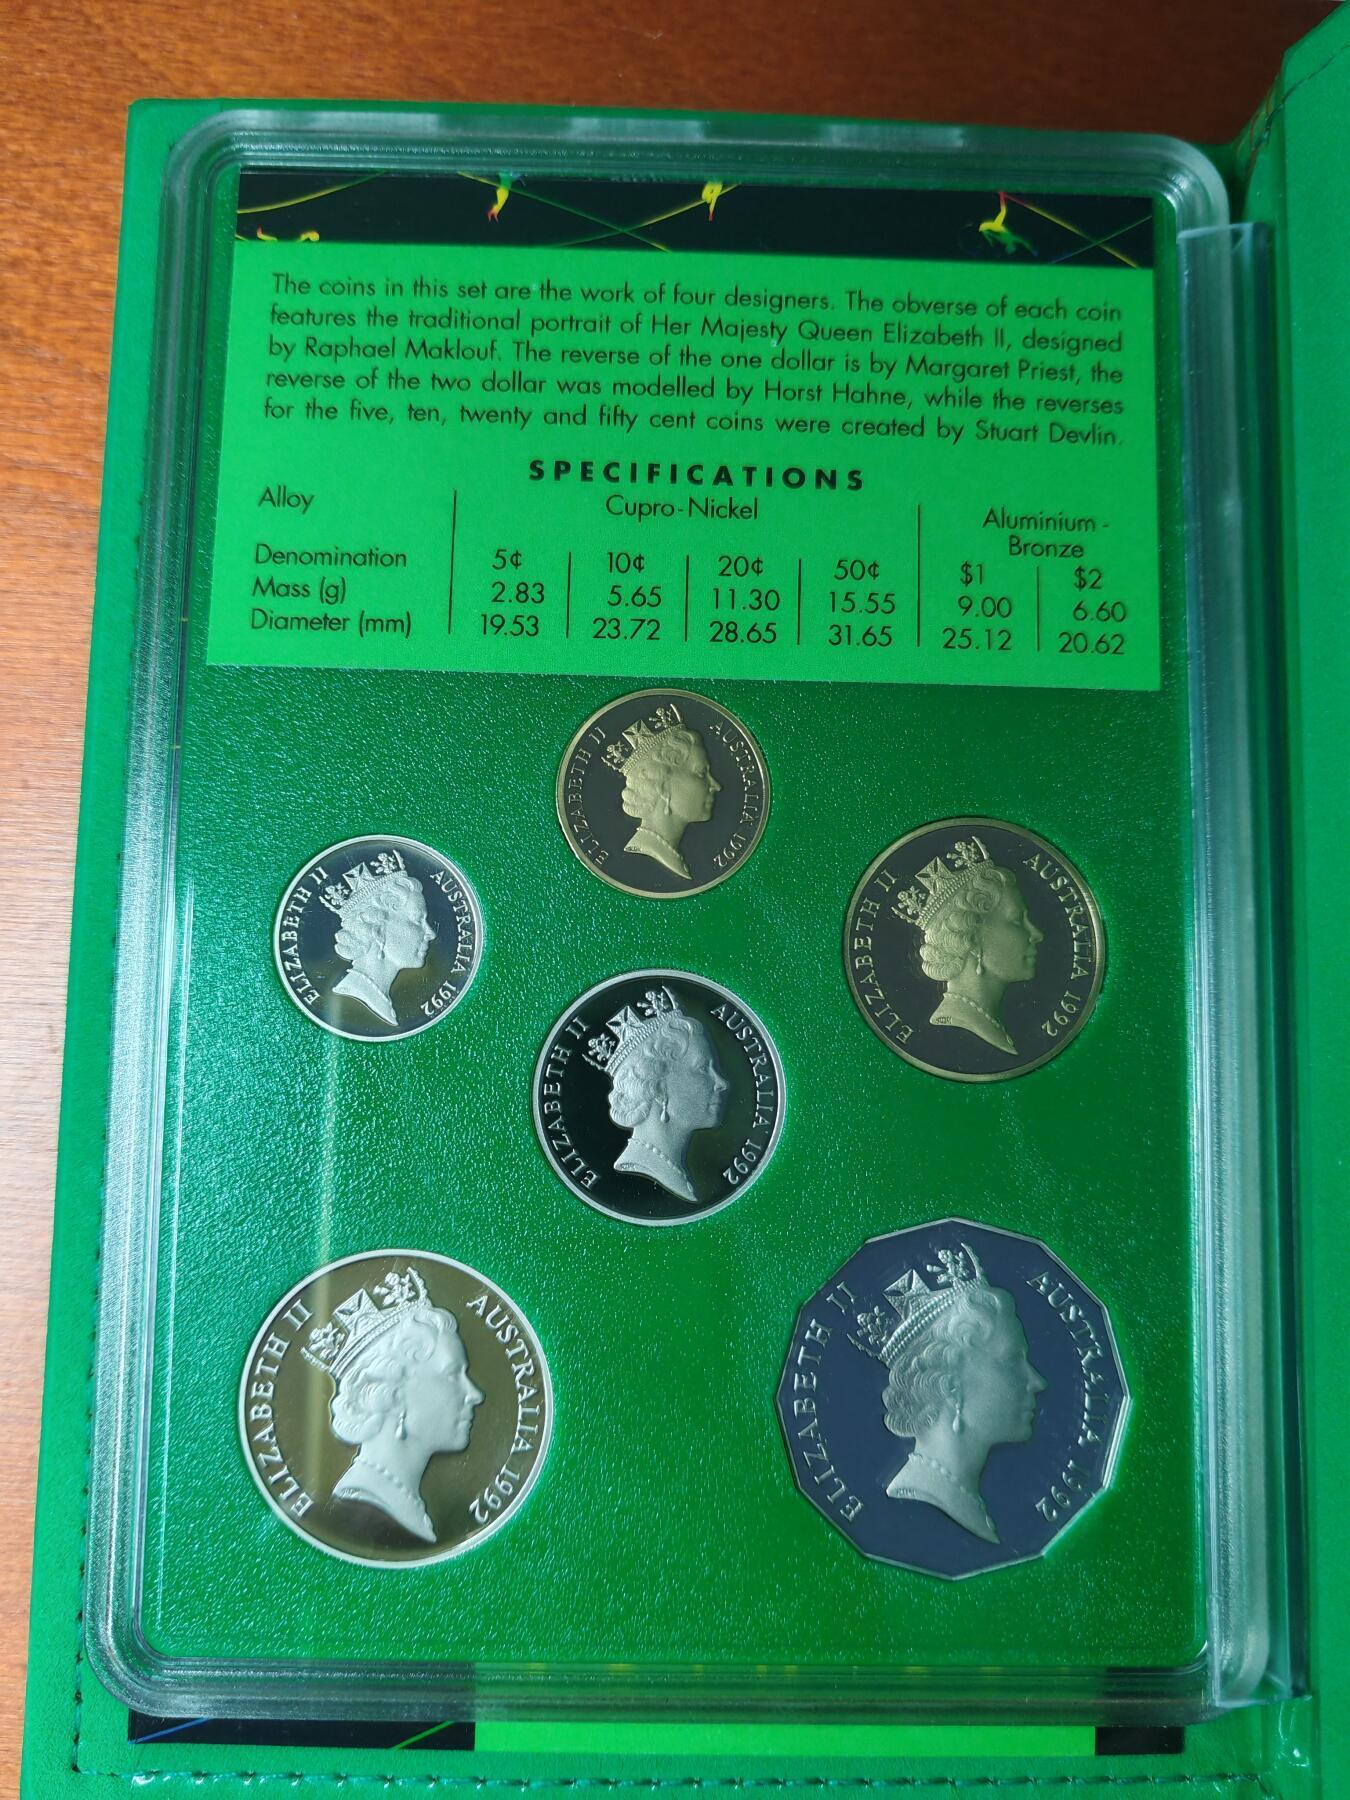 The coins in this set are the work of four designers. The obverse of each coin
features the traditional portrait of Her Majesty Queen Elizabeth II, designed
by Raphael Maklouf. The reverse of the one dollar is by Margaret Priest, the
reverse of the two dollar was modelled by Horst Hahne, while the reverses
for the five, ten, twenty and fifty cent coins were created by Stuart Devlin.
SPECIFICATIONS
Alloy Cupro-Nickel Aluminium-
Bronze
Denomination 5¢ 10¢ 20¢ 50¢ $1 $2
Mass (g) 2.83 5.65 11.30 15.55 9.00 6.60
Diameter (mm) 19.53 23.72 28.65 31.65 25.12 20.62
ELIZABETH II AUSTRALIA 1992
ELIZABETH II AUSTRALIA 1992
ELIZABETH II AUSTRALIA 1992
ELIZABETH II AUSTRALIA 1992
ELIZABETH II AUSTRALIA 1992
ELIZABETH II AUSTRALIA 1992